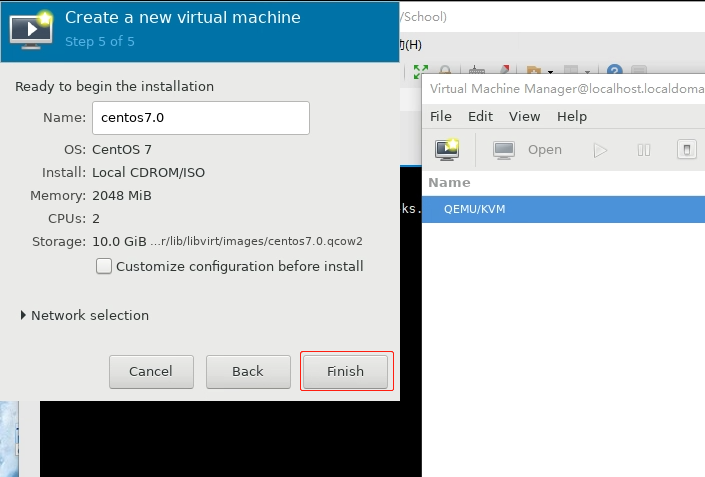 Create a new virtual machine
Step 5 of 5
Ready to begin the installation
Name: centos7.0
OS: CentOS 7
Install: Local CDROM/ISO
Memory: 2048 MiB
CPUs: 2
Storage: 10.0 GiB ...r/lib/libvirt/images/centos7.0.qcow2
Customize configuration before install
Network selection
Cancel Back Finish
/School)
(H)
ks.
Virtual Machine Manager@localhost.localdoma
File Edit View Help
Open
Name
QEMU/KVM